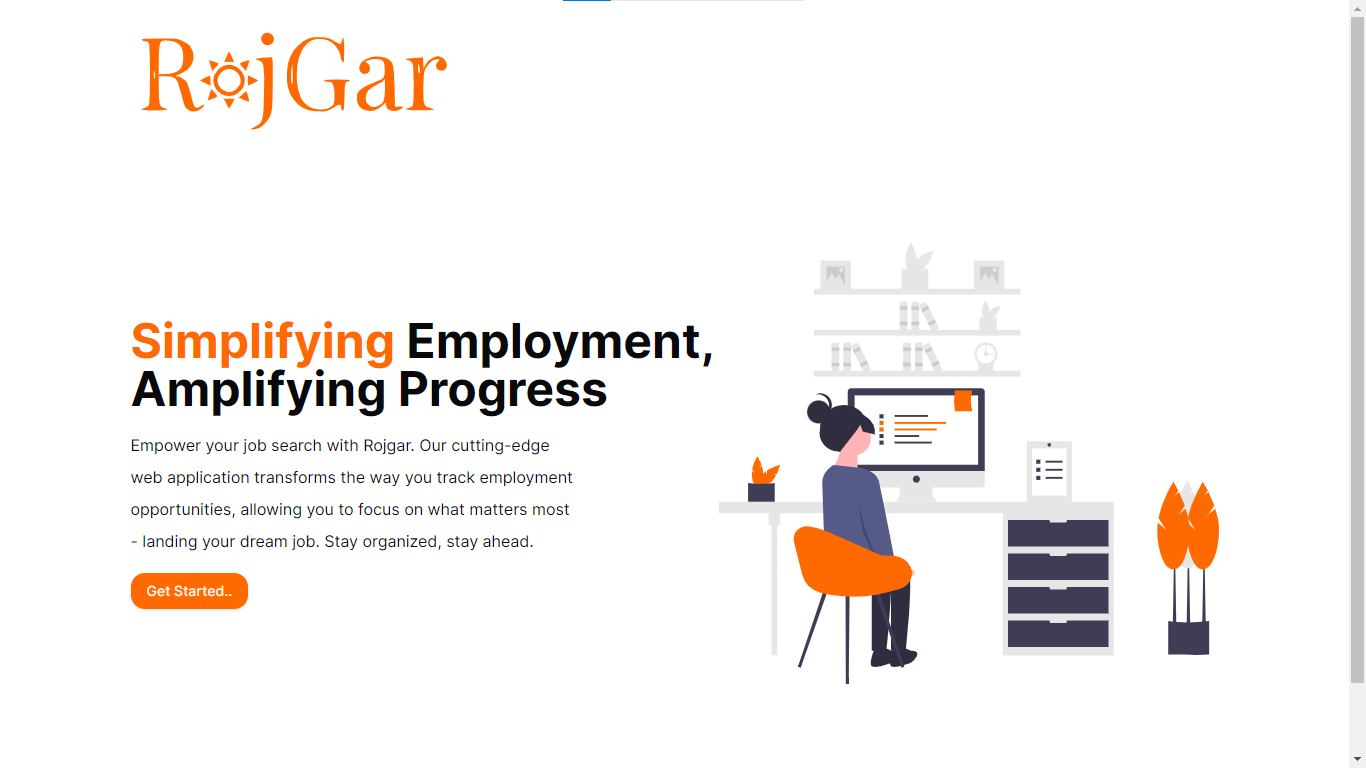 RojGar
Simplifying Employment,
Amplifying Progress
Empower your job search with Rojgar. Our cutting-edge
web application transforms the way you track employment
opportunities, allowing you to focus on what matters most
- landing your dream job. Stay organized, stay ahead.
Get Started..